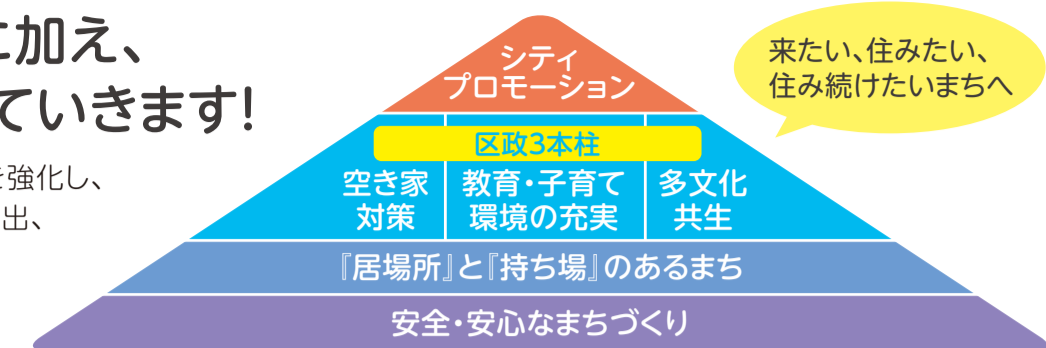 に加え、
ていきます!
を強化し、
出、
シティ
プロモーション
来たい、住みたい、
住み続けたいまちへ
区政3本柱
空き家
対策
教育・子育て
環境の充実
多文化
共生
『居場所』と『持ち場』のあるまち
安全・安心なまちづくり